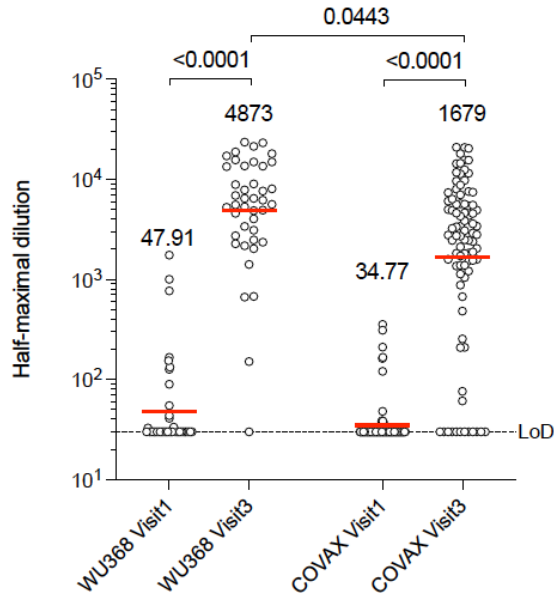 0.0443
<0.0001
<0.0001
10^5
4873
1679
10^4
47.91
34.77
10^3
Half-maximal dilution
10^2
LoD
10^1
WU368 Visit1
WU368 Visit3
COVAX Visit1
COVAX Visit3